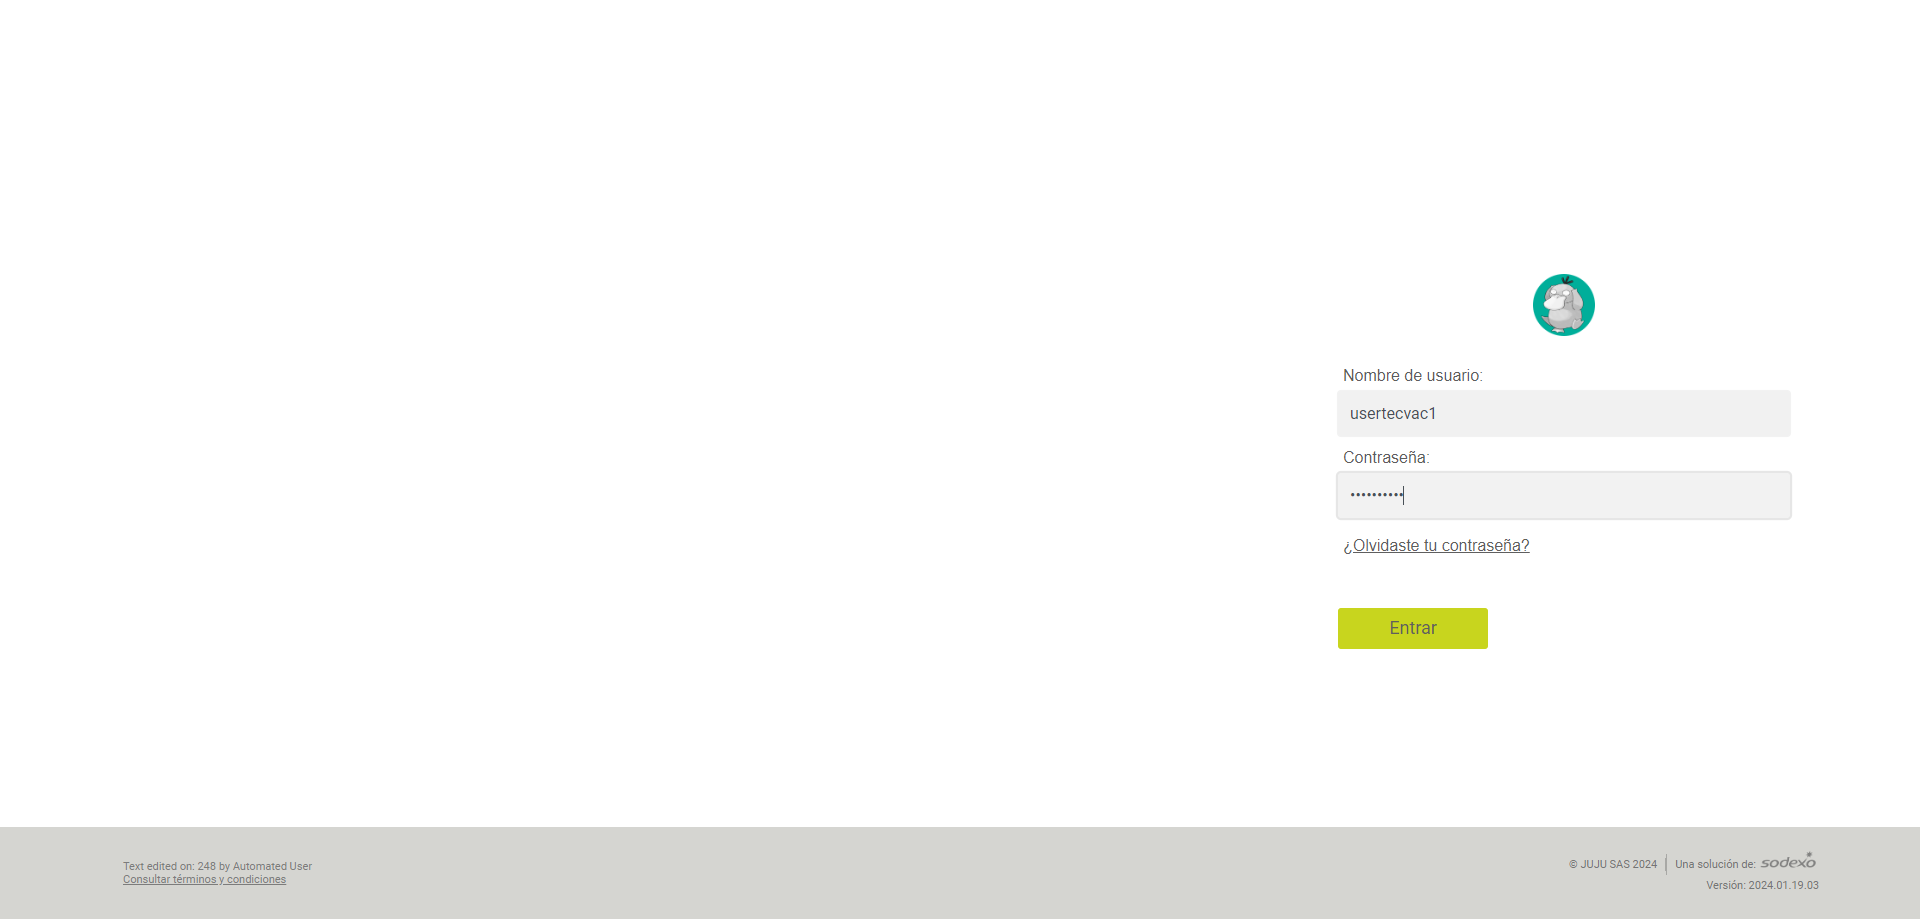 Nombre de usuario:
usertecvac1
Contraseña:
••••••••••
¿Olvidaste tu contraseña?
Entrar
Text edited on: 248 by Automated User
Consultar términos y condiciones
© JUJU SAS 2024 | Una solución de: sodexo
Versión: 2024.01.19.03